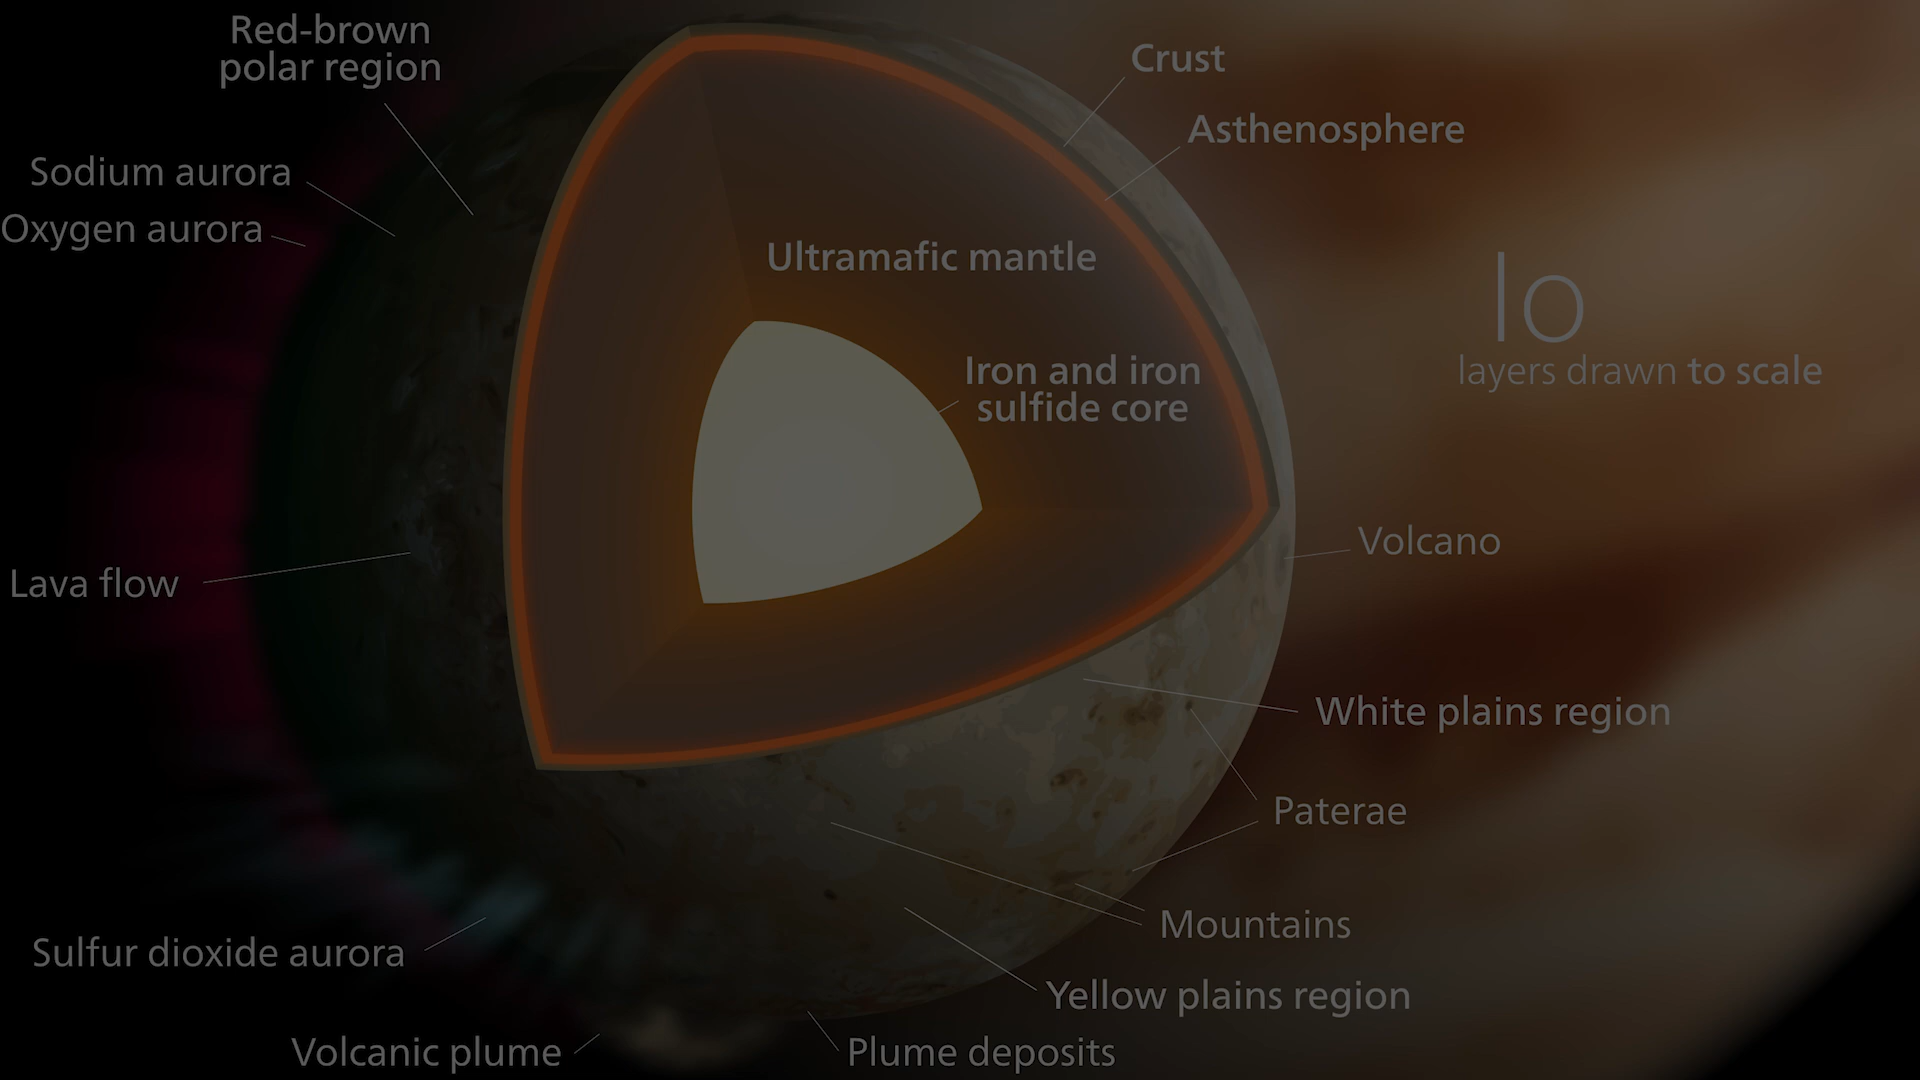 Red-brown
polar region
Crust
Asthenosphere
Sodium aurora
Oxygen aurora
Ultramafic mantle
Io
layers drawn to scale
Iron and iron
sulfide core
Volcano
Lava flow
White plains region
Paterae
Mountains
Sulfur dioxide aurora
Yellow plains region
Volcanic plume
Plume deposits